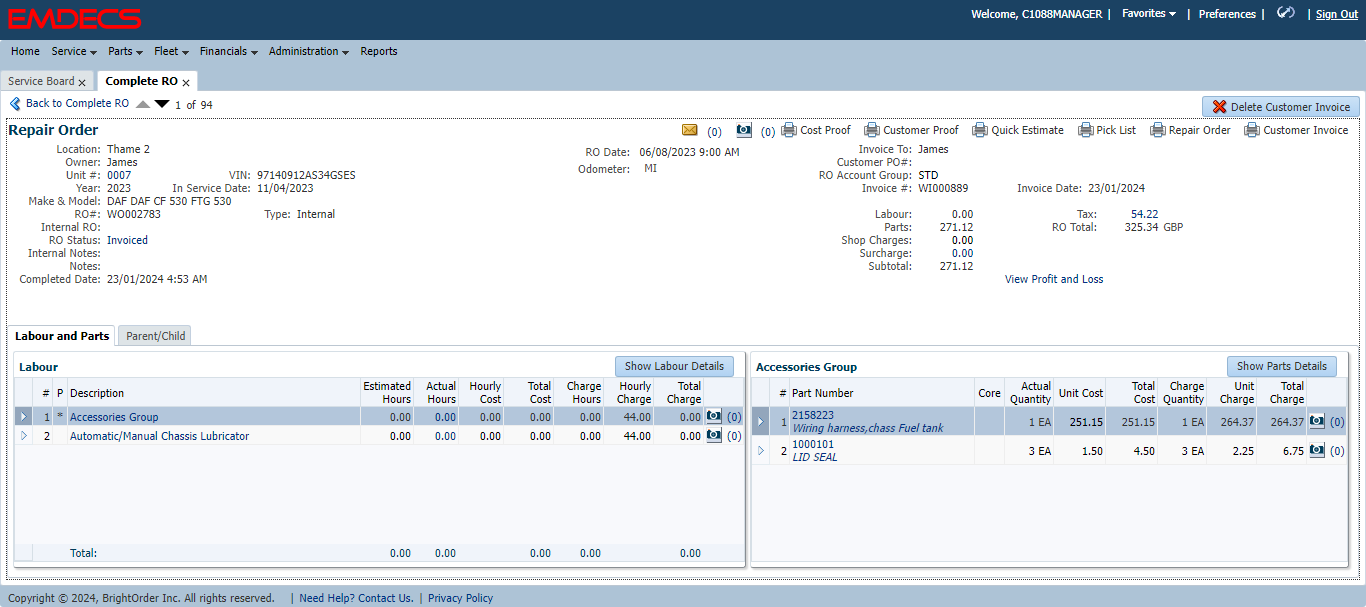 EMDECS
Welcome, C1088MANAGER | Favorites | Preferences | | Sign Out
Home Service Parts Fleet Financials Administration Reports
Service Board x Complete RO x
Back to Complete RO 1 of 94
Delete Customer Invoice
Repair Order
(0) (0) Cost Proof Customer Proof Quick Estimate Pick List Repair Order Customer Invoice
Location: Thame 2
Owner: James
Unit #: 0007 VIN: 97140912AS34GSES
Year: 2023 In Service Date: 11/04/2023
Make & Model: DAF DAF CF 530 FTG 530
RO#: WO002783 Type: Internal
Internal RO:
RO Status: Invoiced
Internal Notes:
Notes:
Completed Date: 23/01/2024 4:53 AM
RO Date: 06/08/2023 9:00 AM
Odometer: MI
Invoice To: James
Customer PO#:
RO Account Group: STD
Invoice #: WI000889 Invoice Date: 23/01/2024
Labour: 0.00 Tax: 54.22
Parts: 271.12 RO Total: 325.34 GBP
Shop Charges: 0.00
Surcharge: 0.00
Subtotal: 271.12
View Profit and Loss
Labour and Parts Parent/Child
Labour Show Labour Details
# P Description Estimated Hours Actual Hours Hourly Cost Total Cost Charge Hours Hourly Charge Total Charge
1 * Accessories Group 0.00 0.00 0.00 0.00 0.00 44.00 0.00 (0)
2 Automatic/Manual Chassis Lubricator 0.00 0.00 0.00 0.00 0.00 44.00 0.00 (0)
Total: 0.00 0.00 0.00 0.00 0.00
Accessories Group Show Parts Details
# Part Number Core Actual Quantity Unit Cost Total Cost Charge Quantity Unit Charge Total Charge
1 2158223 1 EA 251.15 251.15 1 EA 264.37 264.37 (0)
Wiring harness,chass Fuel tank
2 1000101 3 EA 1.50 4.50 3 EA 2.25 6.75 (0)
LID SEAL
Copyright © 2024, BrightOrder Inc. All rights reserved. | Need Help? Contact Us. | Privacy Policy